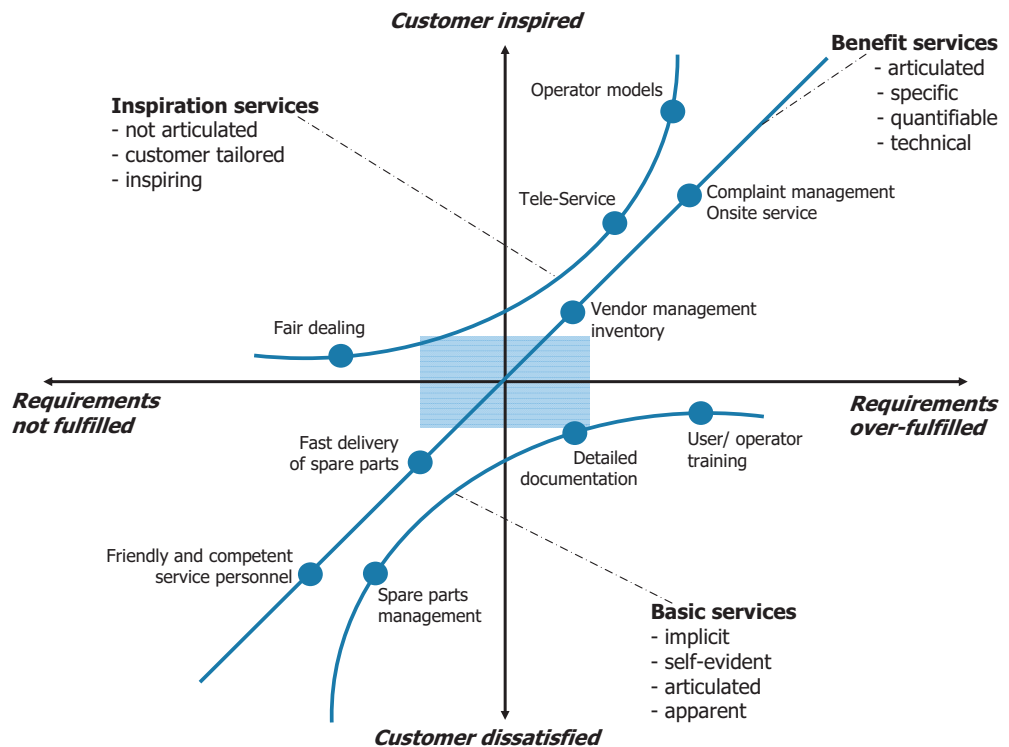 Customer inspired
Benefit services
- articulated
- specific
- quantifiable
- technical
Inspiration services
- not articulated
- customer tailored
- inspiring
Operator models
Tele-Service
Complaint management
Onsite service
Vendor management
inventory
Fair dealing
Requirements
not fulfilled
Requirements
over-fulfilled
Fast delivery
of spare parts
Detailed
documentation
User/ operator
training
Friendly and competent
service personnel
Spare parts
management
Basic services
- implicit
- self-evident
- articulated
- apparent
Customer dissatisfied